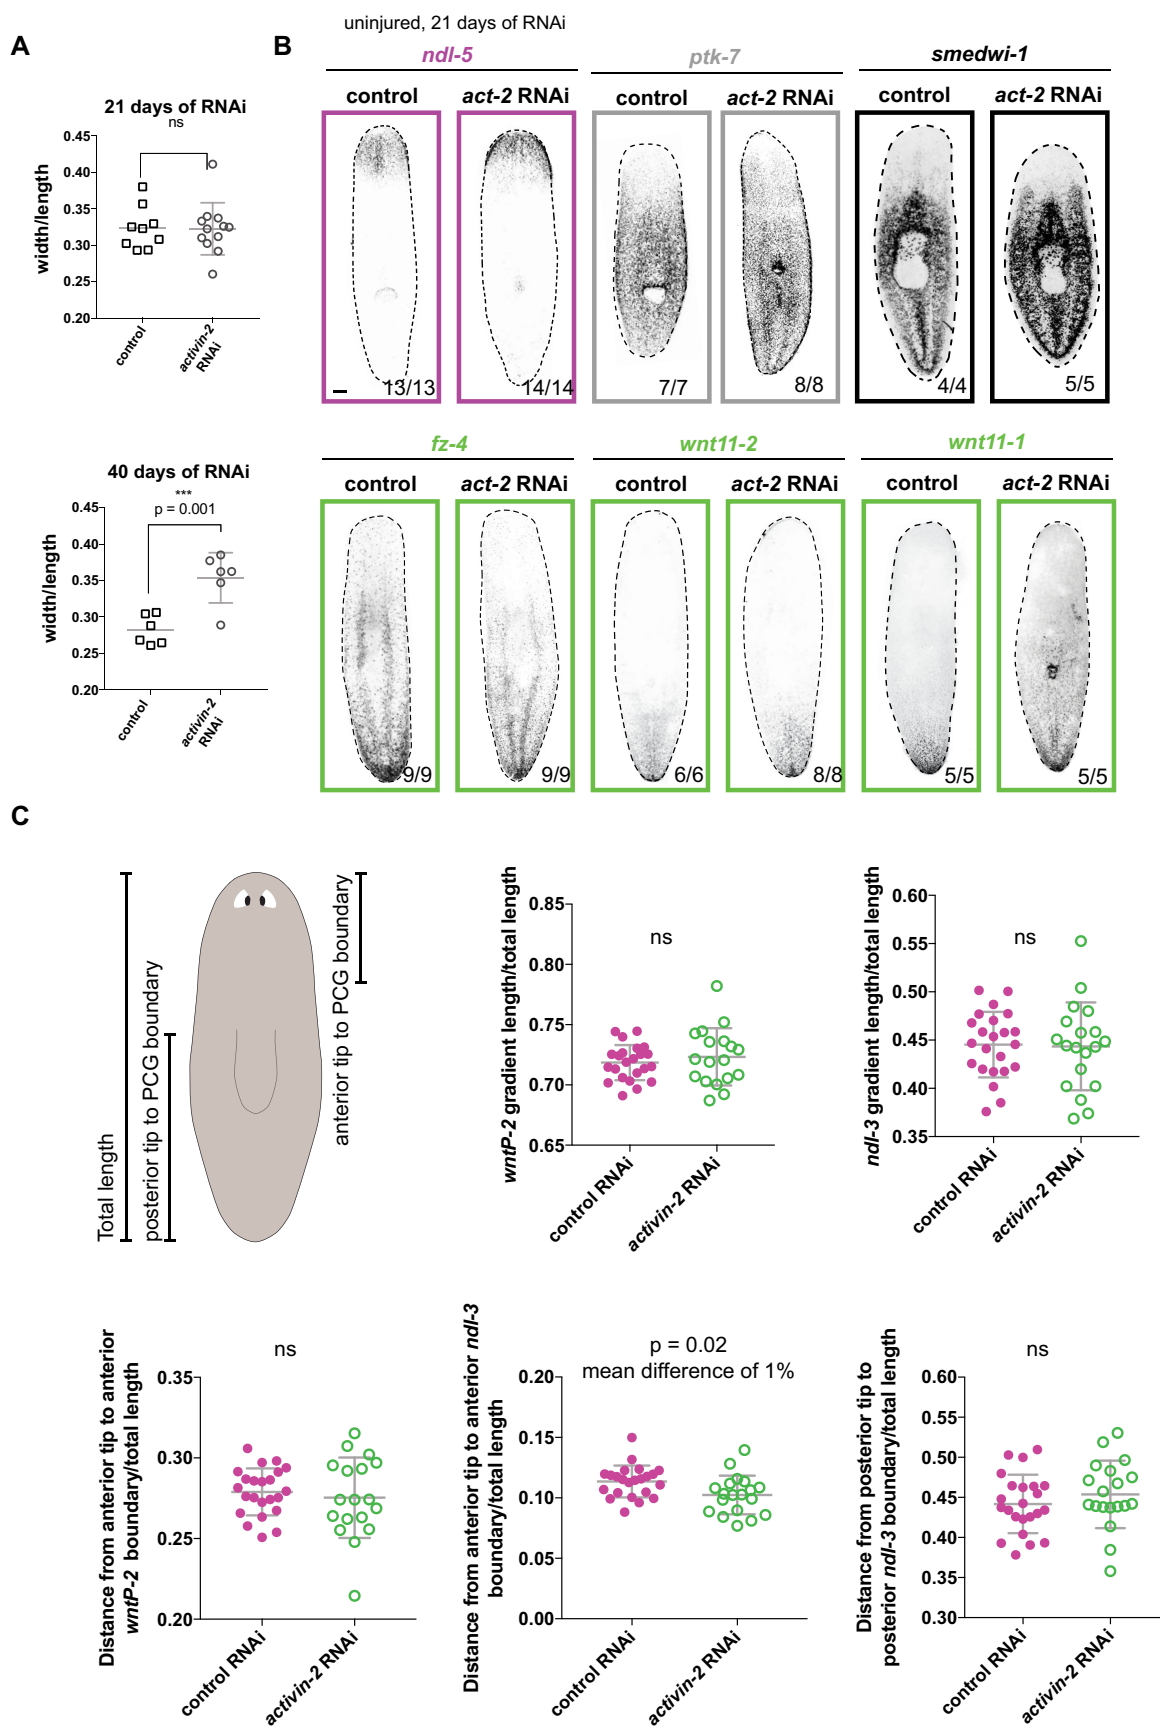 A
21 days of RNAi
ns
width/length
0.45
0.40
0.35
0.30
0.25
0.20
control
activin-2
RNAi
40 days of RNAi
***
p = 0.001
width/length
0.45
0.40
0.35
0.30
0.25
0.20
control
activin-2
RNAi
B
uninjured, 21 days of RNAi
ndl-5
ptk-7
smedwi-1
control
act-2 RNAi
control
act-2 RNAi
control
act-2 RNAi
13/13
14/14
7/7
8/8
4/4
5/5
fz-4
wnt11-2
wnt11-1
control
act-2 RNAi
control
act-2 RNAi
control
act-2 RNAi
9/9
9/9
6/6
8/8
5/5
5/5
C
Total length
posterior tip to PCG boundary
anterior tip to PCG boundary
wntP-2 gradient length/total length
0.85
0.80
0.75
0.70
0.65
ns
control RNAi
activin-2 RNAi
ndl-3 gradient length/total length
0.60
0.55
0.50
0.45
0.40
0.35
ns
control RNAi
activin-2 RNAi
Distance from anterior tip to anterior
wntP-2 boundary/total length
0.35
0.30
0.25
0.20
ns
control RNAi
activin-2 RNAi
Distance from anterior tip to anterior ndl-3
boundary/total length
0.20
0.15
0.10
0.05
0.00
p = 0.02
mean difference of 1%
control RNAi
activin-2 RNAi
Distance from posterior tip to
posterior ndl-3 boundary/total length
0.60
0.55
0.50
0.45
0.40
0.35
0.30
ns
control RNAi
activin-2 RNAi